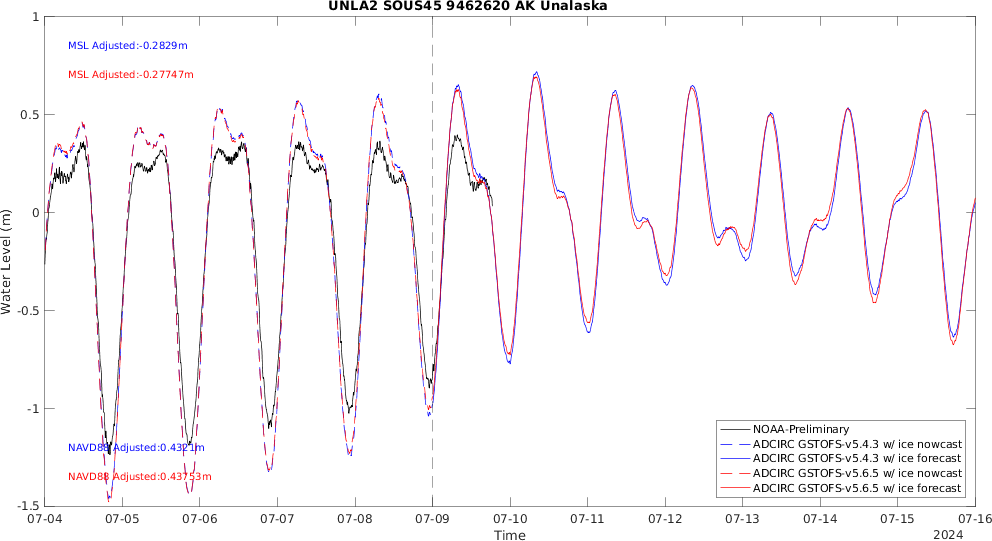 UNLA2 SOUS45 9462620 AK Unalaska
MSL Adjusted:-0.2829m
MSL Adjusted:-0.27747m
NAVD88 Adjusted:0.4321m
NAVD88 Adjusted:0.43753m
Water Level (m)
1
0.5
0
-0.5
-1
-1.5
07-04 07-05 07-06 07-07 07-08 07-09 07-10 07-11 07-12 07-13 07-14 07-15 07-16
Time
2024
NOAA-Preliminary
ADCIRC GSTOFS-v5.4.3 w/ ice nowcast
ADCIRC GSTOFS-v5.4.3 w/ ice forecast
ADCIRC GSTOFS-v5.6.5 w/ ice nowcast
ADCIRC GSTOFS-v5.6.5 w/ ice forecast